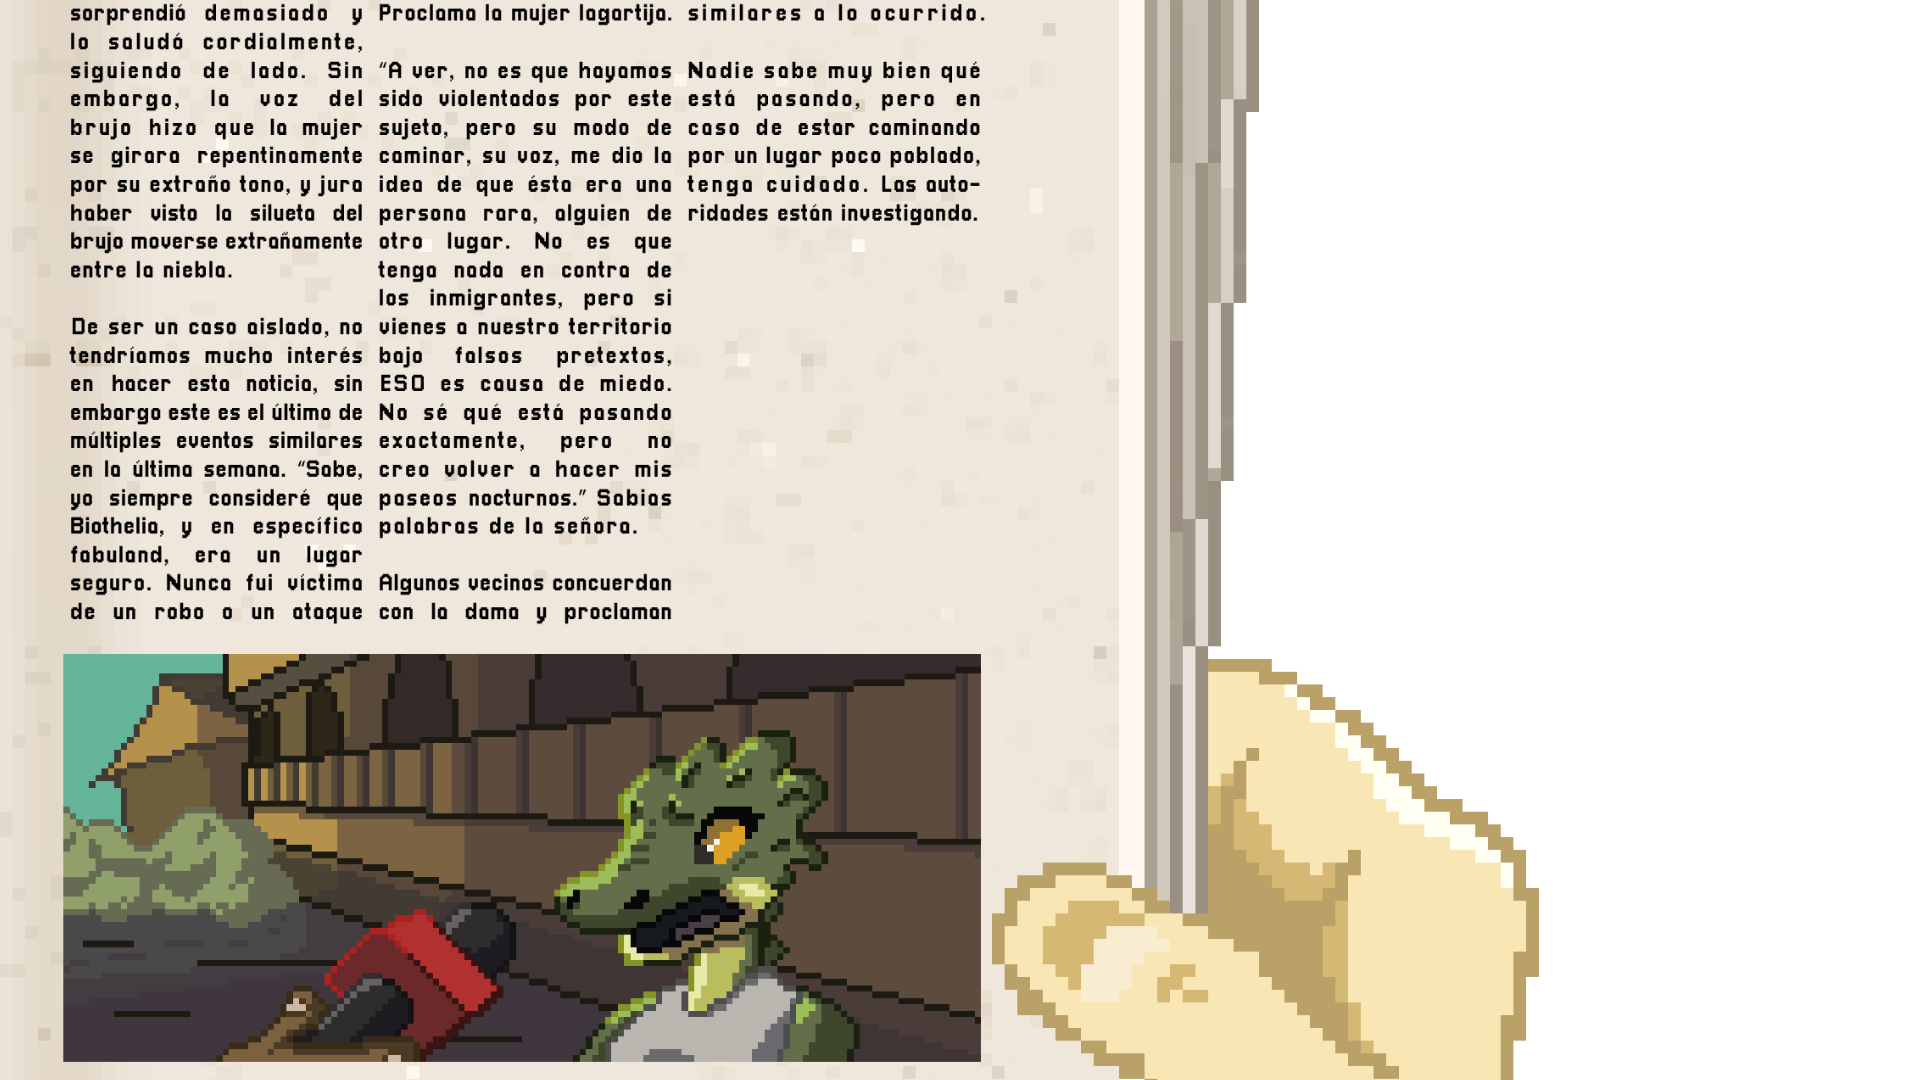 sorprendió demasiado y
lo saludó cordialmente,
siguiendo de lado. Sin
embargo, la voz del
brujo hizo que la mujer
se girara repentinamente
por su extraño tono, y jura
haber visto la silueta del
brujo moverse extrañamente
entre la niebla.
De ser un caso aislado, no
tendríamos mucho interés
en hacer esta noticia, sin
embargo este es el último de
múltiples eventos similares
en la última semana. "Sabe,
yo siempre consideré que
Biothelia, y en específico
fabuland, era un lugar
seguro. Nunca fui víctima
de un robo o un ataque
Proclama la mujer lagartija.
"A ver, no es que hayamos
sido violentados por este
sujeto, pero su modo de
caminar, su voz, me dio la
idea de que ésta era una
persona rara, alguien de
otro lugar. No es que
tenga nada en contra de
los inmigrantes, pero si
vienes a nuestro territorio
bajo falsos pretextos,
ESO es causa de miedo.
No sé qué está pasando
exactamente, pero no
creo volver a hacer mis
paseos nocturnos." Sabias
palabras de la señora.
Algunos vecinos concuerdan
con la dama y proclaman
similares a lo ocurrido.
Nadie sabe muy bien qué
está pasando, pero en
caso de estar caminando
por un lugar poco poblado,
tenga cuidado. Las auto-
ridades están investigando.